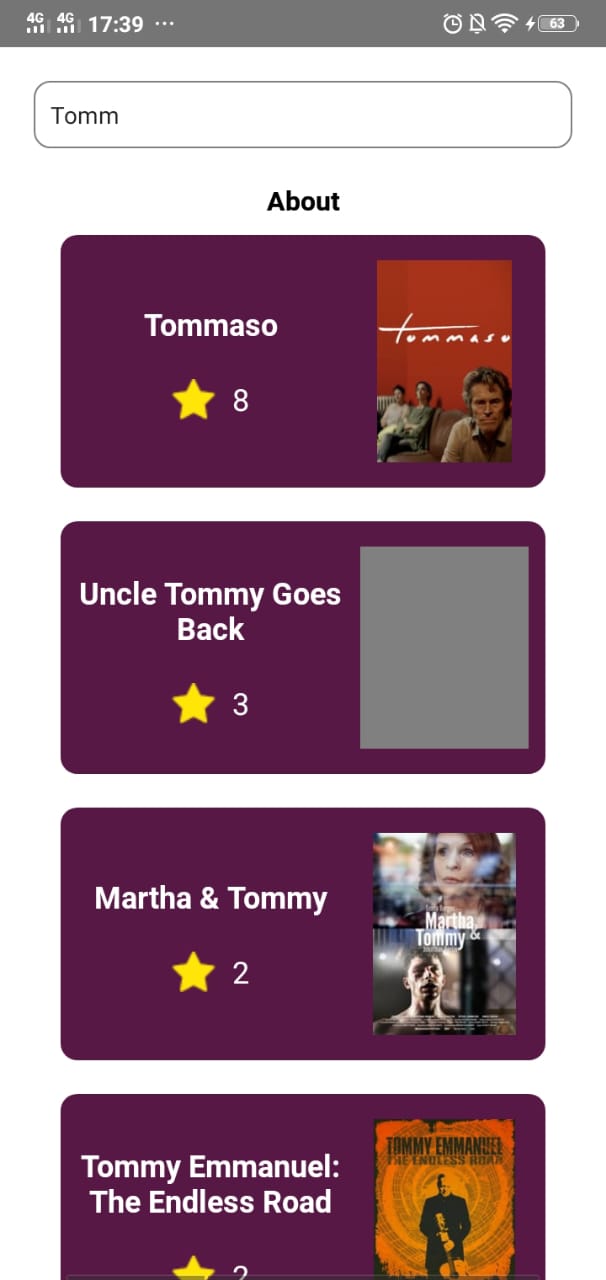 4G 4G 17:39 ... 63
Tomm
About
Tommaso
tommaso
8
Uncle Tommy Goes
Back
3
Martha & Tommy
Martha,
Tommy &
2
Tommy Emmanuel:
The Endless Road
TOMMY EMMANUEL
THE ENDLESS ROAD
2